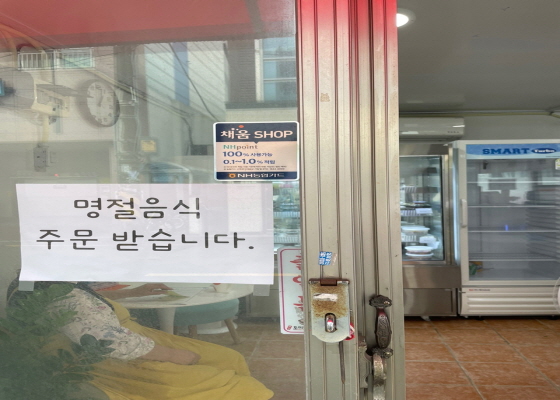 채움 SHOP
NHpoint
100% 사용가능
0.1~1.0% 적립
NH농협카드
명절음식
주문 받습니다.
SMART